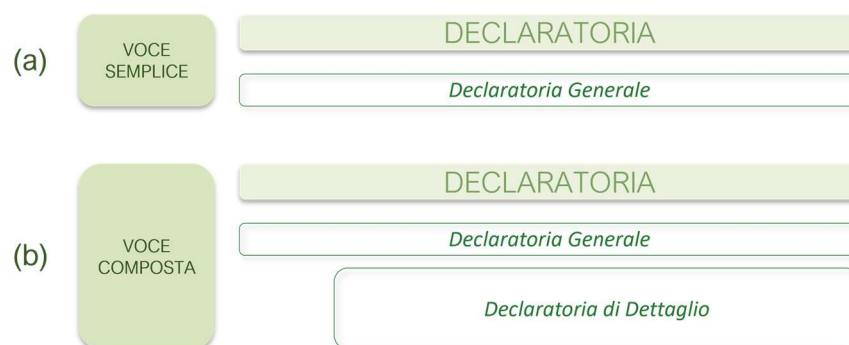 (a)
VOCE
SEMPLICE
DECLARATORIA
Declaratoria Generale
(b)
VOCE
COMPOSTA
DECLARATORIA
Declaratoria Generale
Declaratoria di Dettaglio